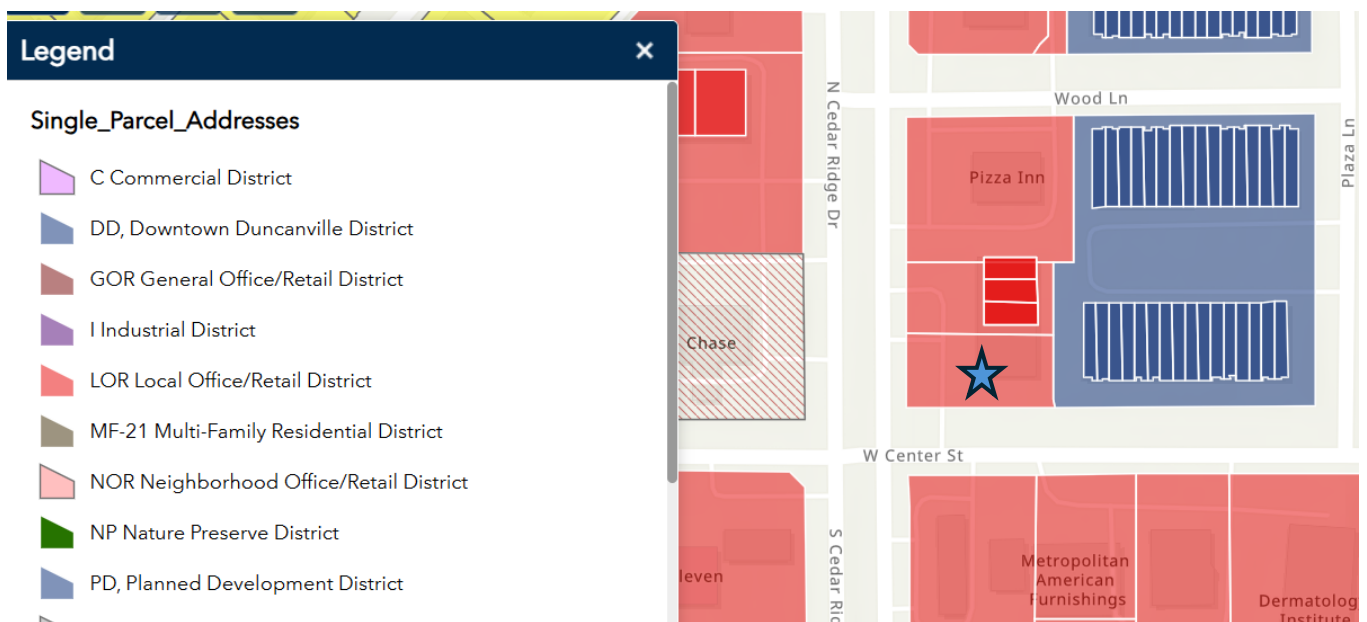 Legend
Single_Parcel_Addresses
C Commercial District
DD, Downtown Duncanville District
GOR General Office/Retail District
I Industrial District
LOR Local Office/Retail District
MF-21 Multi-Family Residential District
NOR Neighborhood Office/Retail District
NP Nature Preserve District
PD, Planned Development District
Wood Ln
N Cedar Ridge Dr
Plaza Ln
Pizza Inn
Chase
W Center St
S Cedar Ric
leven
Metropolitan
American
Furnishings
Dermatolog
Institute